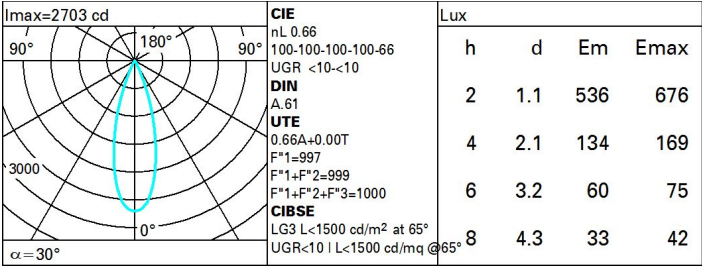 Imax=2703 cd
90°
180°
90°
3000
0°
α=30°
CIE
nL 0.66
100-100-100-100-66
UGR <10-<10
DIN
A.61
UTE
0.66A+0.00T
F"1=997
F"1+F"2=999
F"1+F"2+F"3=1000
CIBSE
LG3 L<1500 cd/m² at 65°
UGR<10 | L<1500 cd/mq @65°
Lux
h d Em Emax
2 1.1 536 676
4 2.1 134 169
6 3.2 60 75
8 4.3 33 42